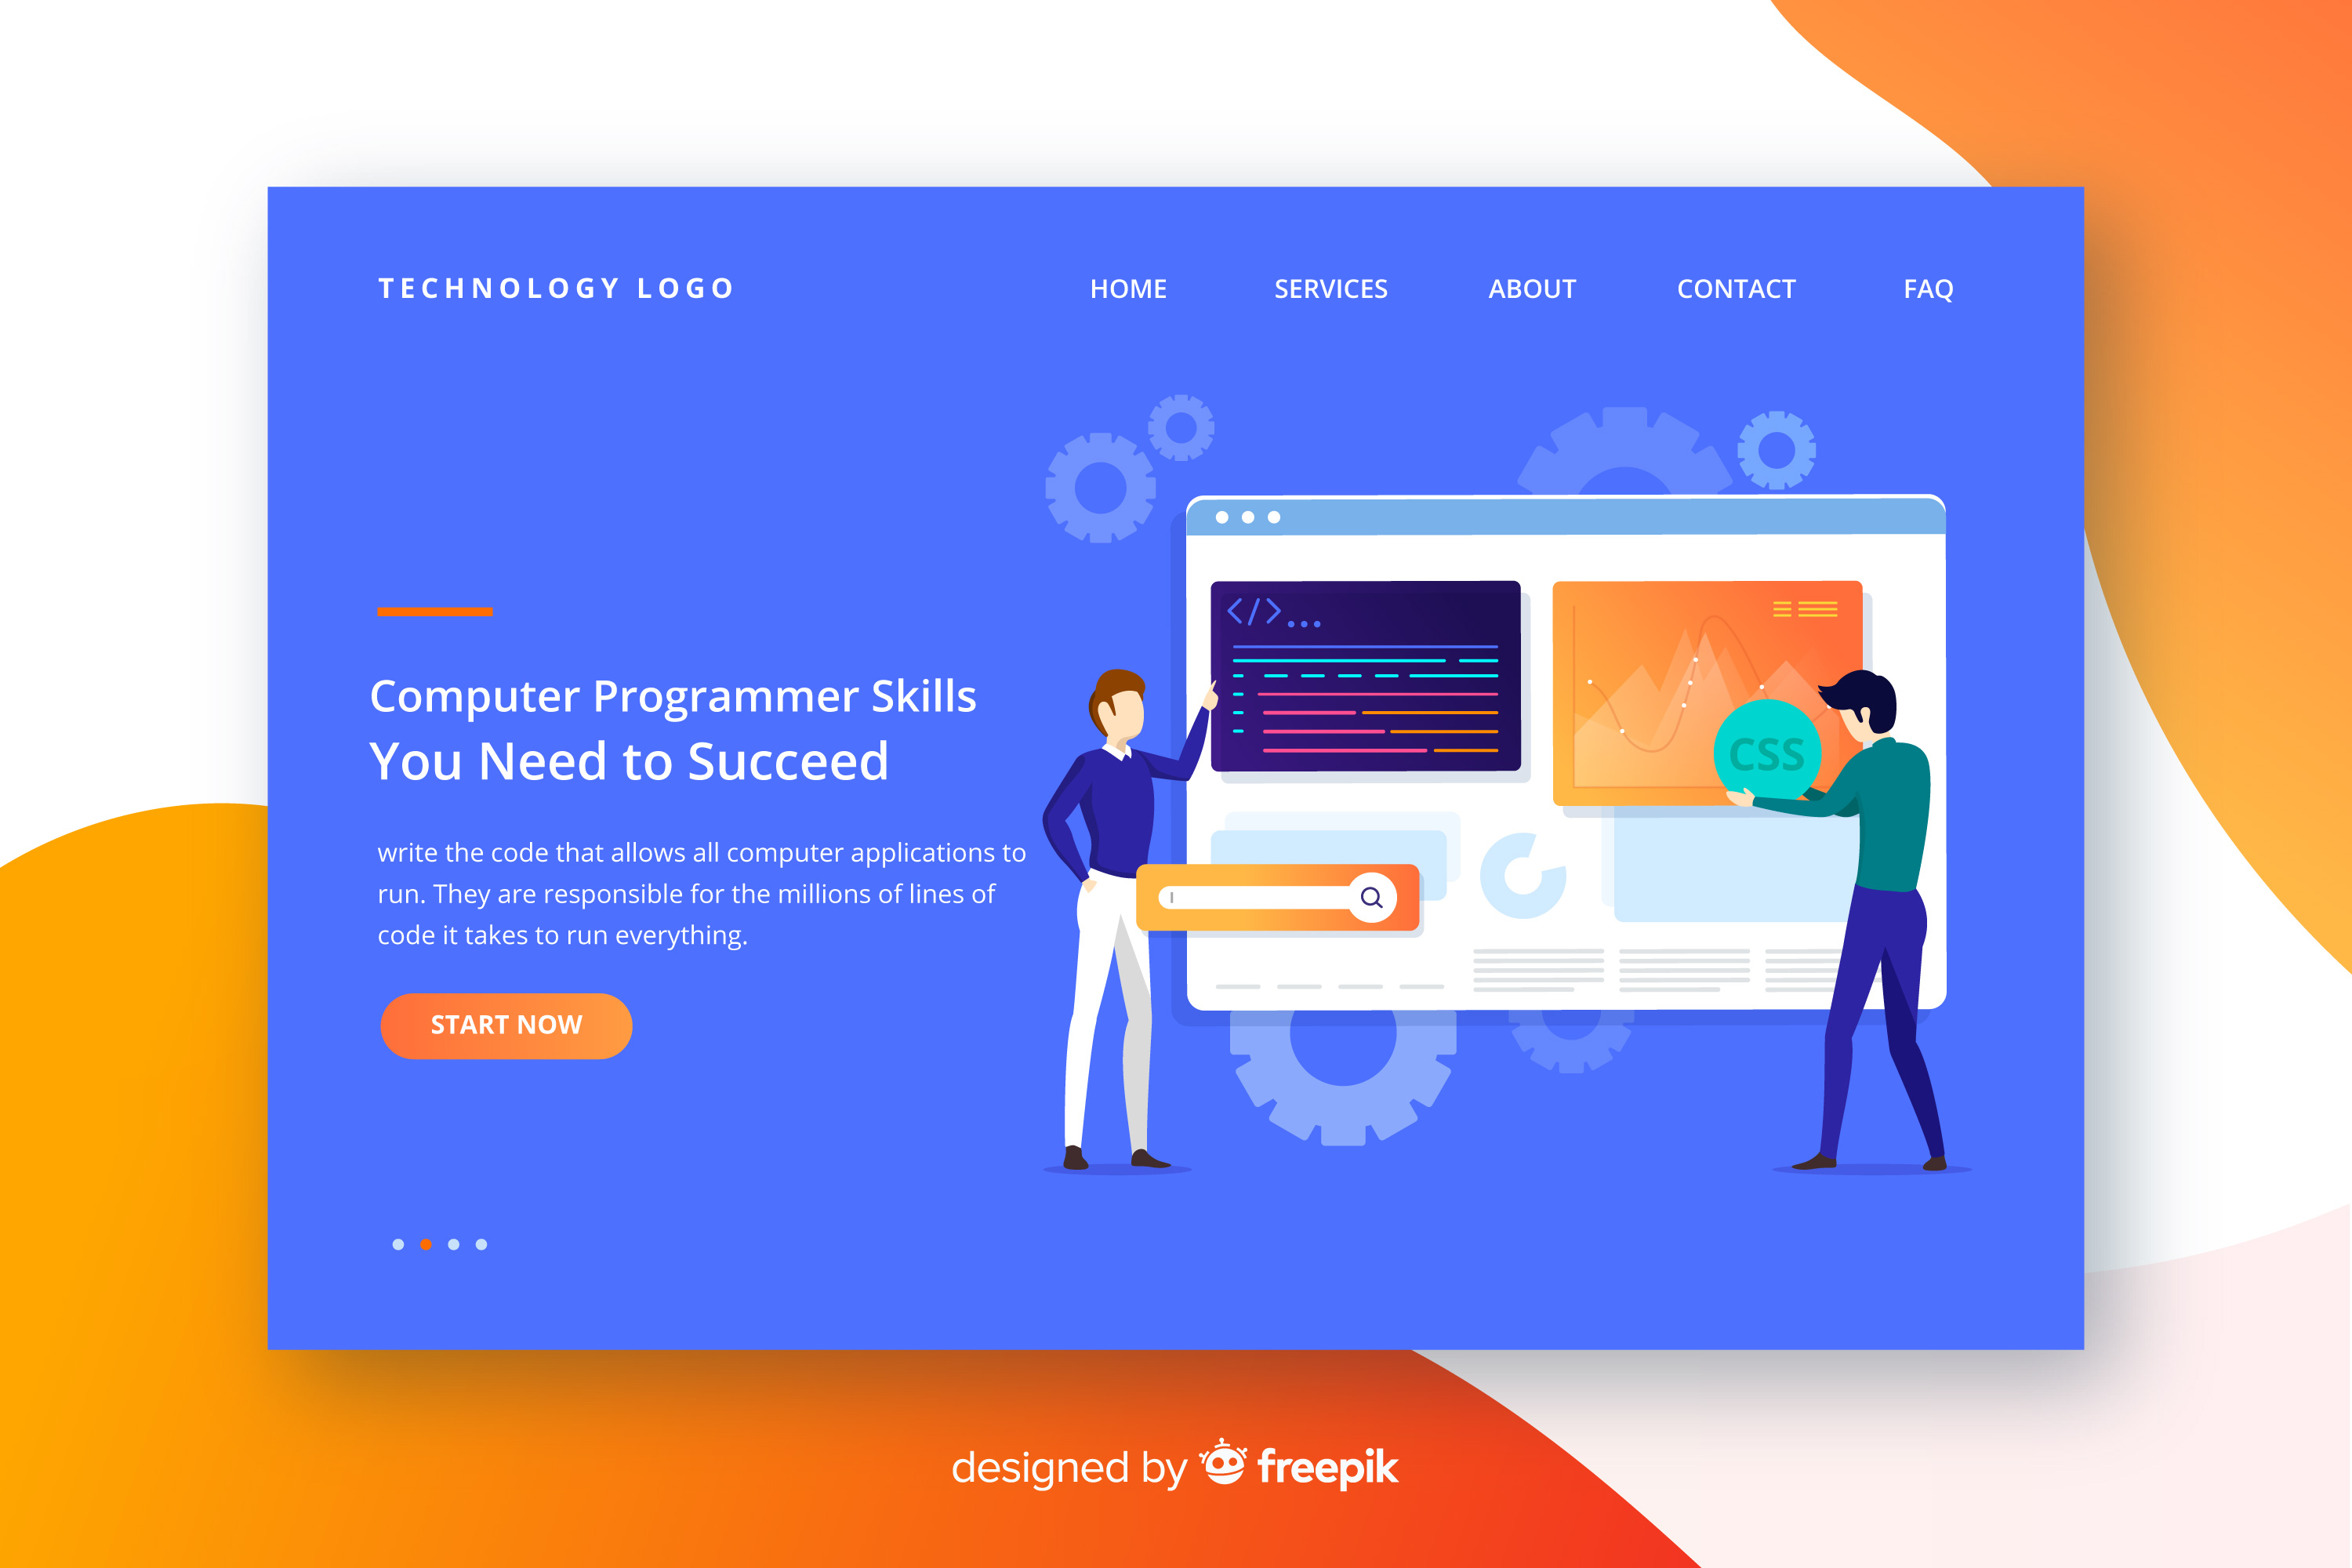 TECHNOLOGY LOGO
HOME SERVICES ABOUT CONTACT FAQ
Computer Programmer Skills
You Need to Succeed
write the code that allows all computer applications to
run. They are responsible for the millions of lines of
code it takes to run everything.
START NOW
</>...
CSS
designed by freepik